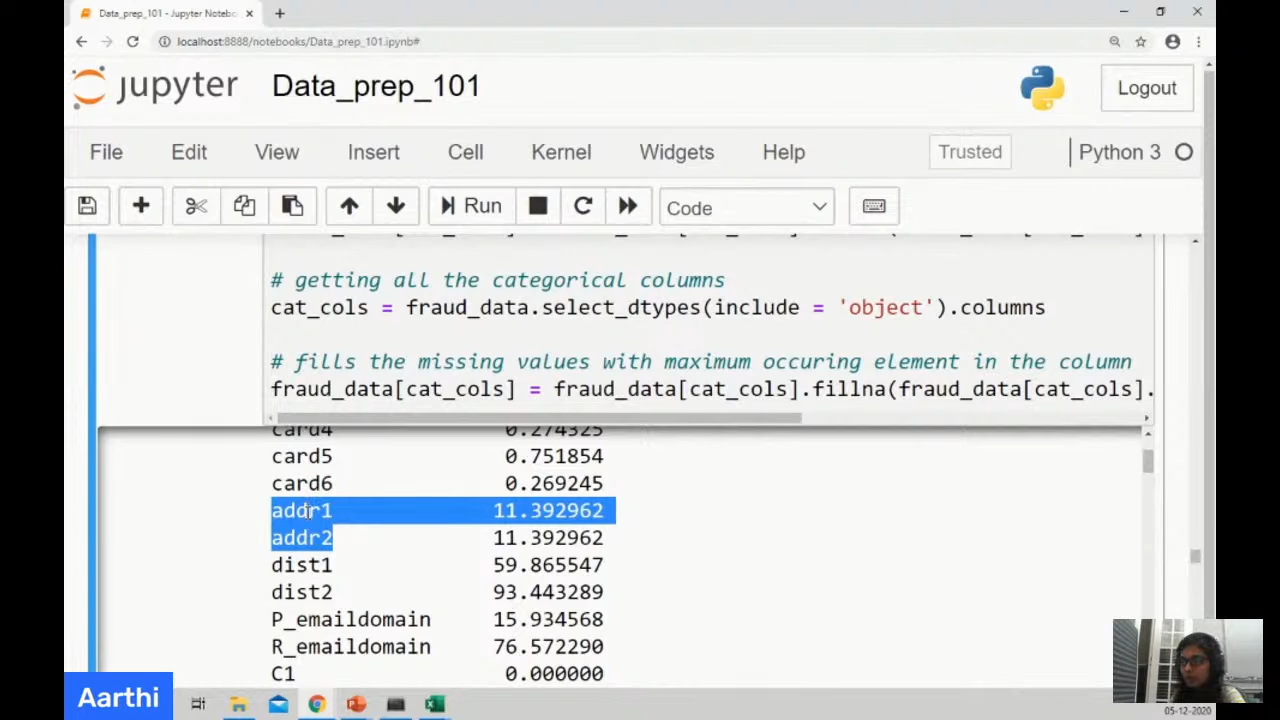 Data_prep_101 - Jupyter Noteb
localhost:8888/notebooks/Data_prep_101.ipynb#
jupyter Data_prep_101 Logout
File Edit View Insert Cell Kernel Widgets Help Trusted Python 3
Run Code
# getting all the categorical columns
cat_cols = fraud_data.select_dtypes(include = 'object').columns
# fills the missing values with maximum occuring element in the column
fraud_data[cat_cols] = fraud_data[cat_cols].fillna(fraud_data[cat_cols].
card4 0.274325
card5 0.751854
card6 0.269245
addr1 11.392962
addr2 11.392962
dist1 59.865547
dist2 93.443289
P_emaildomain 15.934568
R_emaildomain 76.572290
C1 0.000000
Aarthi
05-12-2020